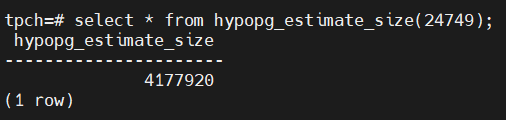 tpch=# select * from hypopg_estimate_size(24749);
 hypopg_estimate_size
----------------------
              4177920
(1 row)